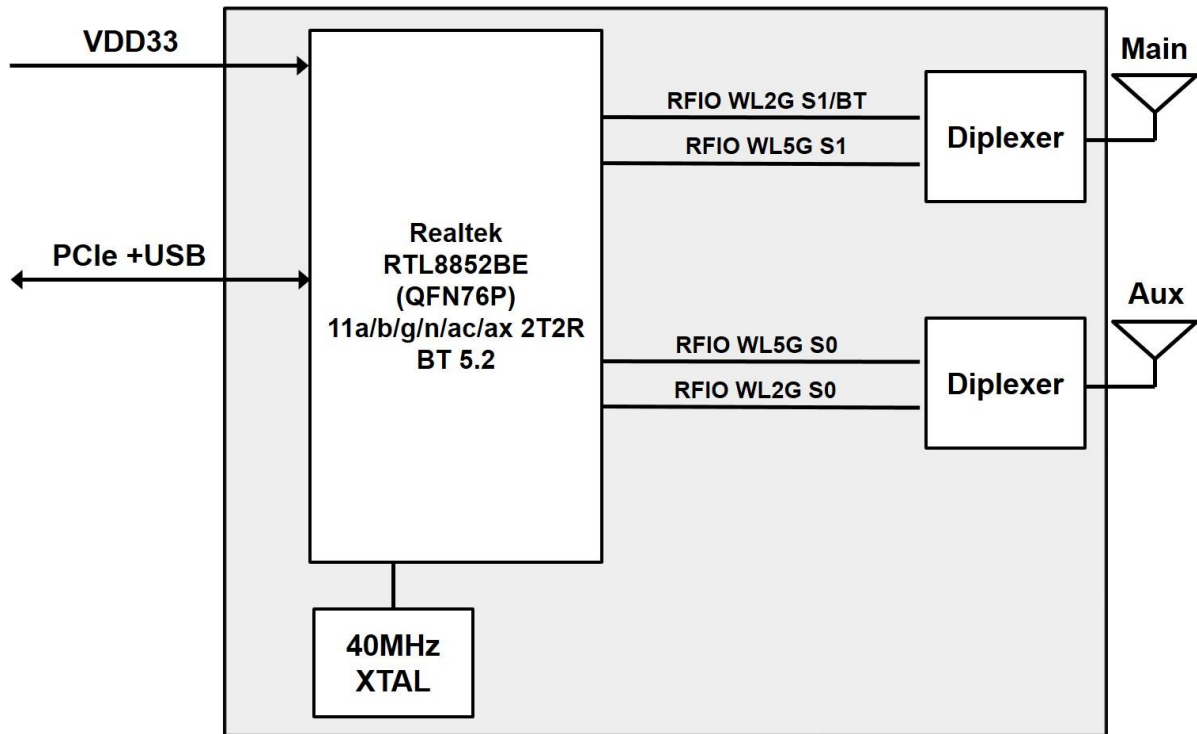 VDD33
Main
RFIO WL2G S1/BT
Diplexer
RFIO WL5G S1
Realtek
RTL8852BE
(QFN76P)
11a/b/g/n/ac/ax 2T2R
BT 5.2
PCIe +USB
Aux
RFIO WL5G S0
Diplexer
RFIO WL2G S0
40MHz
XTAL